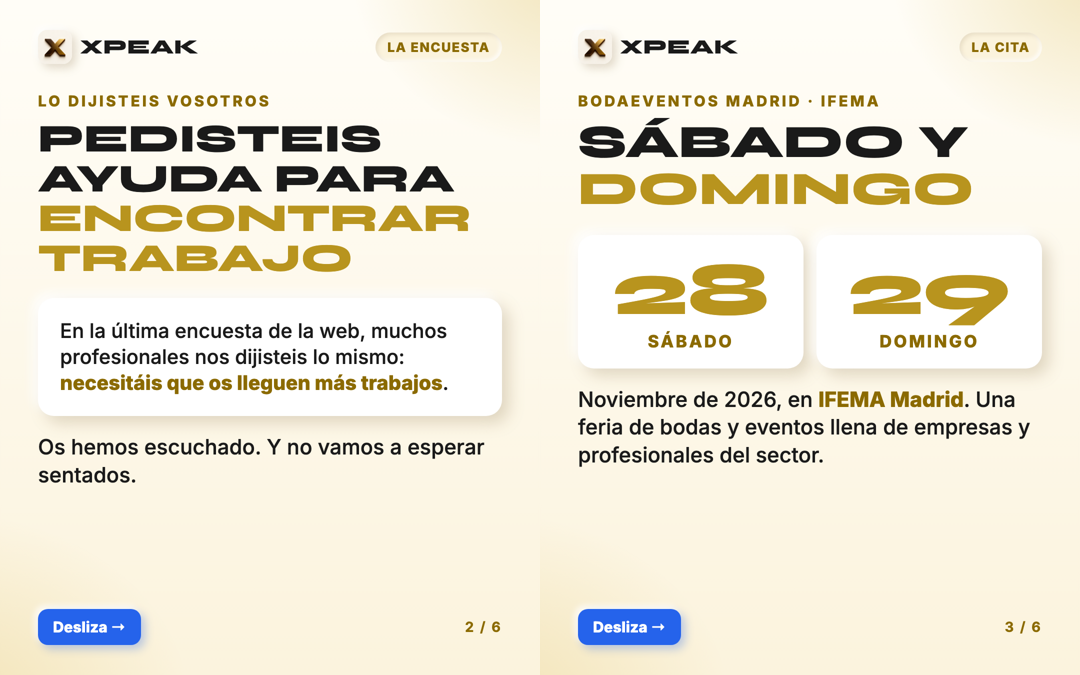 XPEAK
LA ENCUESTA
LO DIJISTEIS VOSOTROS
PEDISTEIS
AYUDA PARA
ENCONTRAR
TRABAJO
En la última encuesta de la web, muchos
profesionales nos dijisteis lo mismo:
necesitáis que os lleguen más trabajos.
Os hemos escuchado. Y no vamos a esperar
sentados.
Desliza →
2 / 6
XPEAK
LA CITA
BODAEVENTOS MADRID · IFEMA
SÁBADO Y
DOMINGO
28
SÁBADO
29
DOMINGO
Noviembre de 2026, en IFEMA Madrid. Una
feria de bodas y eventos llena de empresas y
profesionales del sector.
Desliza →
3 / 6